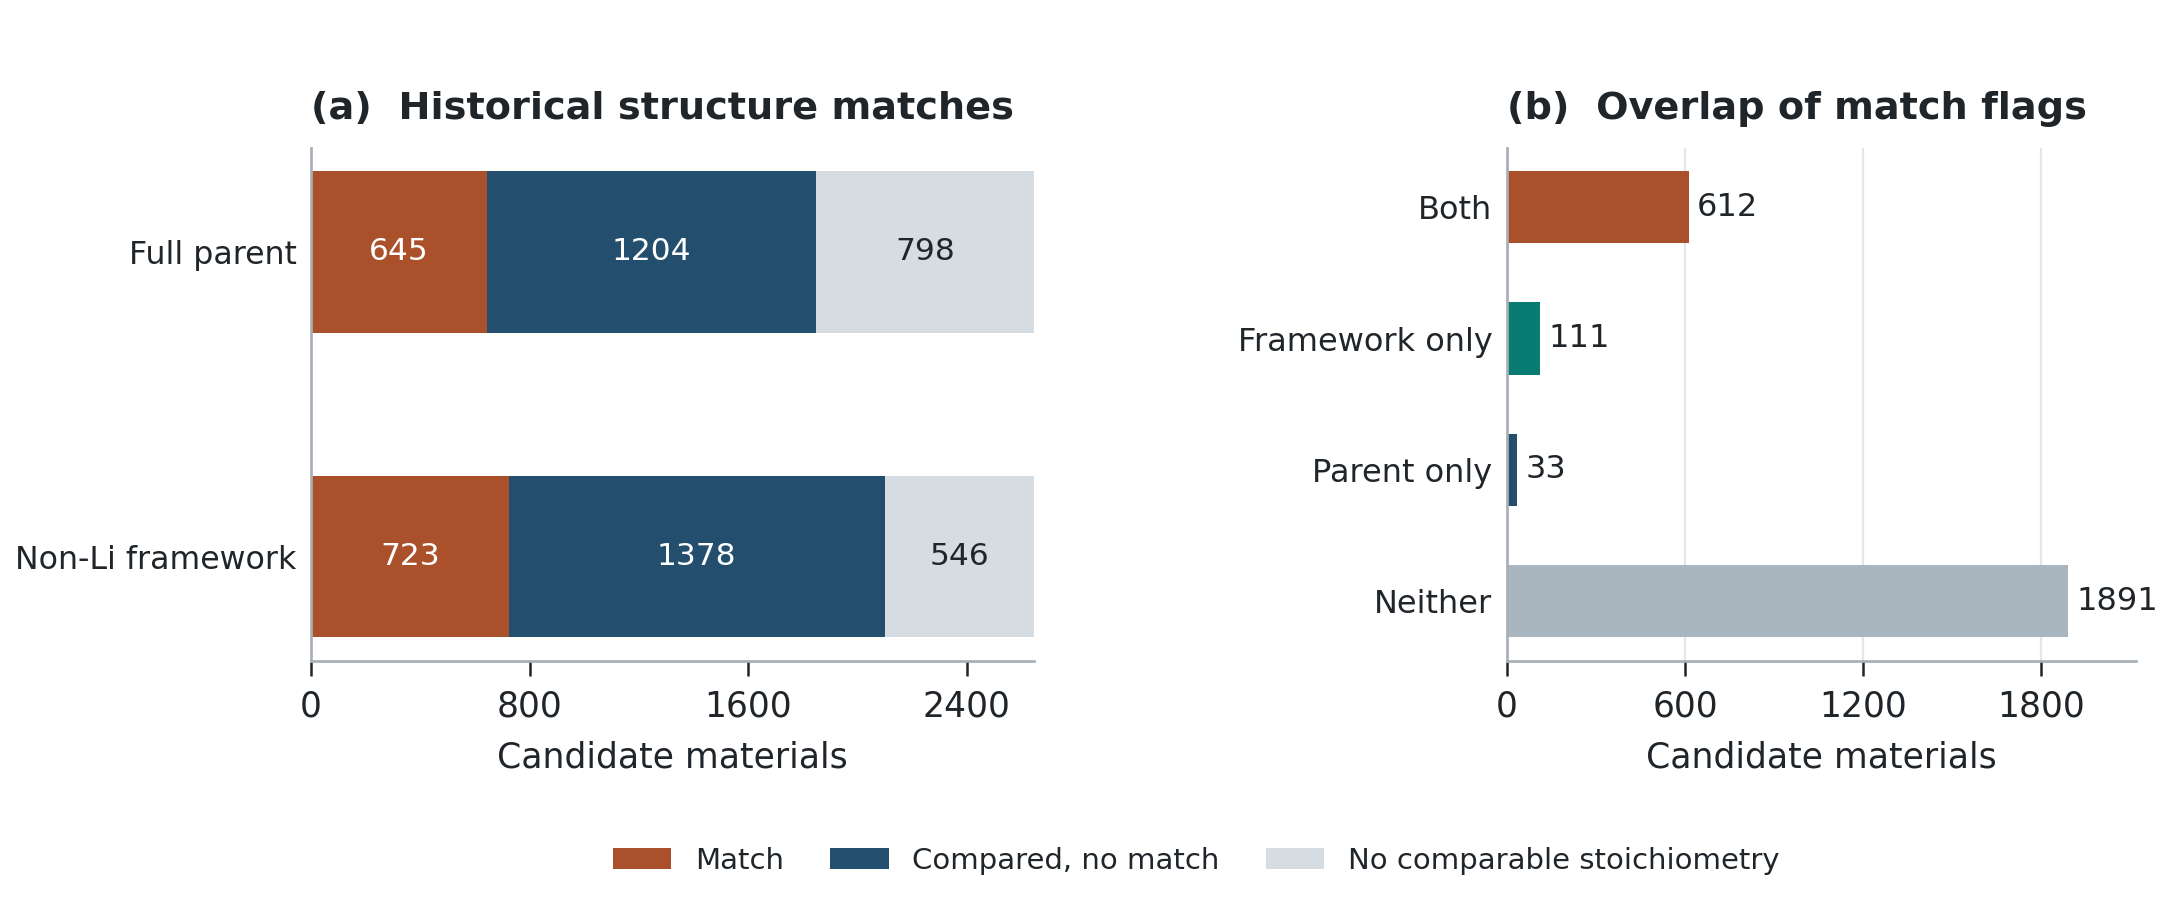 (a)  Historical structure matches
Full parent
645
1204
798
Non-Li framework
723
1378
546
0
800
1600
2400
Candidate materials
(b)  Overlap of match flags
Both
612
Framework only
111
Parent only
33
Neither
1891
0
600
1200
1800
Candidate materials
Match
Compared, no match
No comparable stoichiometry